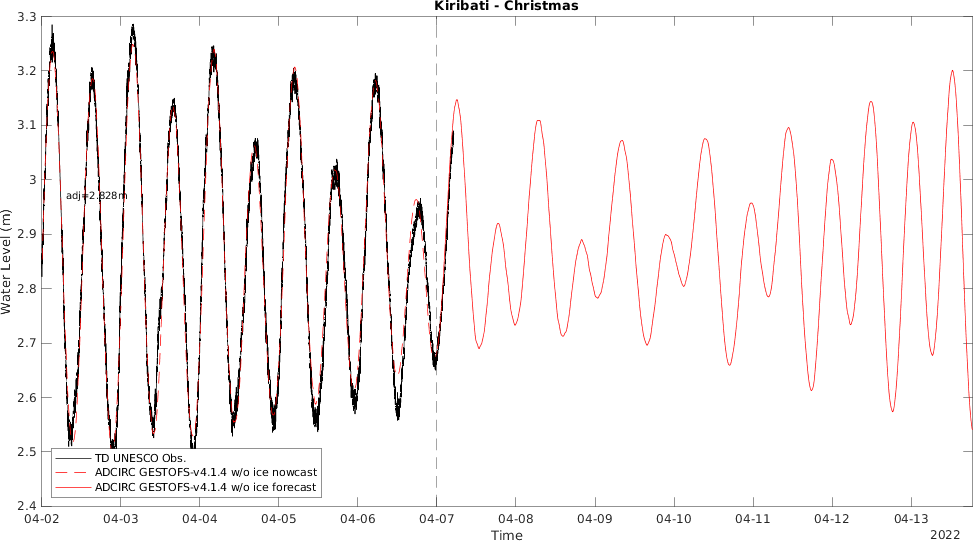 Kiribati - Christmas
3.3
3.2
3.1
3
2.9
2.8
2.7
2.6
2.5
2.4
Water Level (m)
adj=2.828m
TD UNESCO Obs.
ADCIRC GESTOFS-v4.1.4 w/o ice nowcast
ADCIRC GESTOFS-v4.1.4 w/o ice forecast
04-02 04-03 04-04 04-05 04-06 04-07 04-08 04-09 04-10 04-11 04-12 04-13
Time
2022